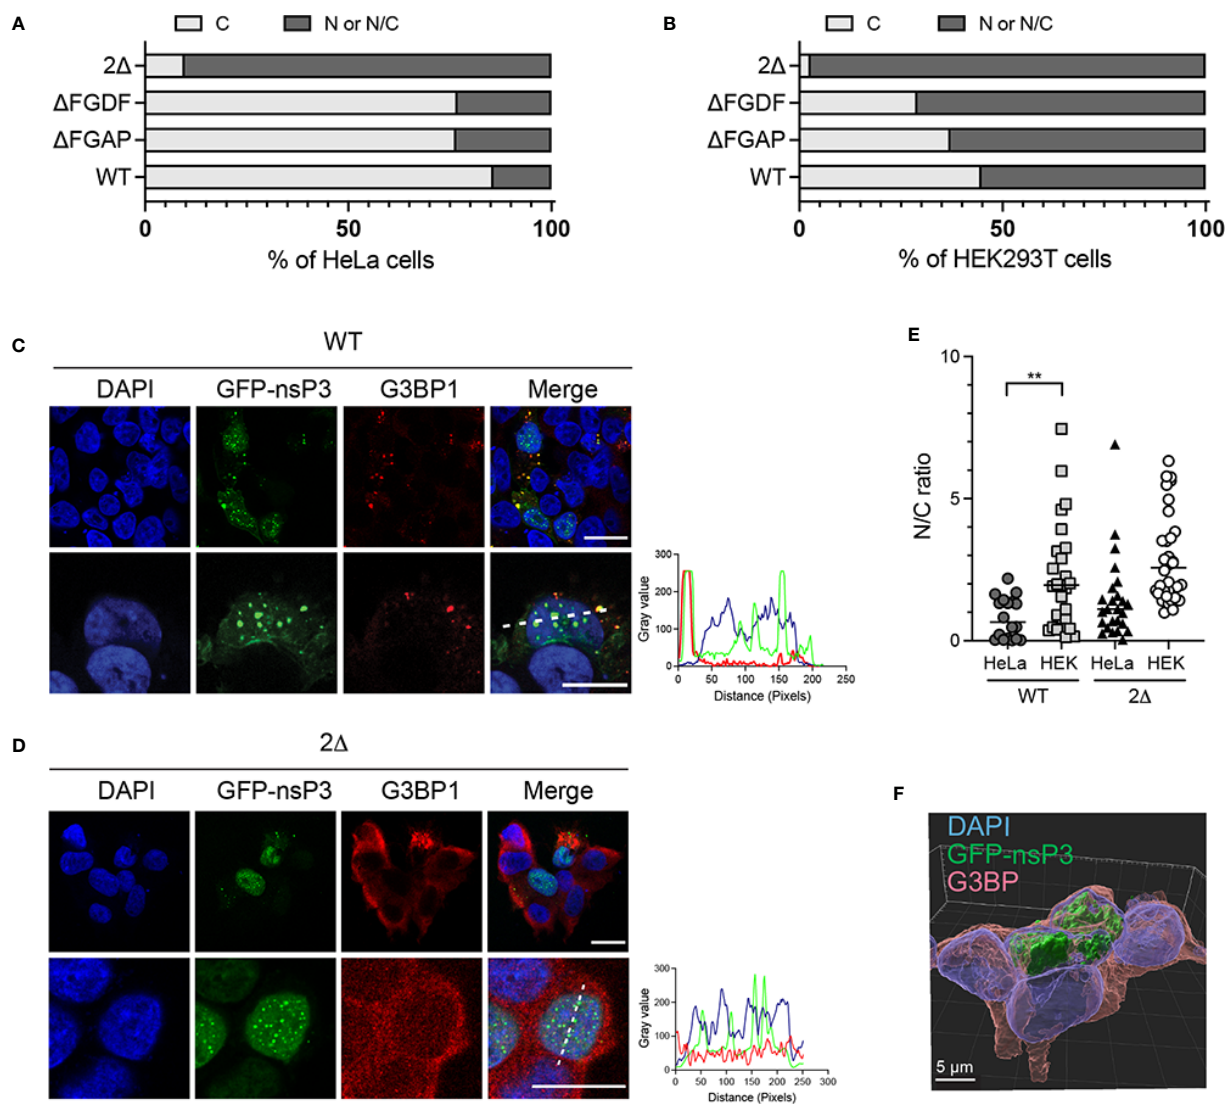 A
C
N or N/C
2Δ
ΔFGDF
ΔFGAP
WT
0
50
100
% of HeLa cells
B
C
N or N/C
2Δ
ΔFGDF
ΔFGAP
WT
0
50
100
% of HEK293T cells
C
WT
DAPI
GFP-nsP3
G3BP1
Merge
300
200
100
0
Gray value
0
50
100
150
200
250
Distance (Pixels)
D
2Δ
DAPI
GFP-nsP3
G3BP1
Merge
300
200
100
0
Gray value
0
50
100
150
200
250
300
Distance (Pixels)
E
10
5
0
N/C ratio
**
HeLa
HEK
HeLa
HEK
WT
2Δ
F
DAPI
GFP-nsP3
G3BP
5 µm